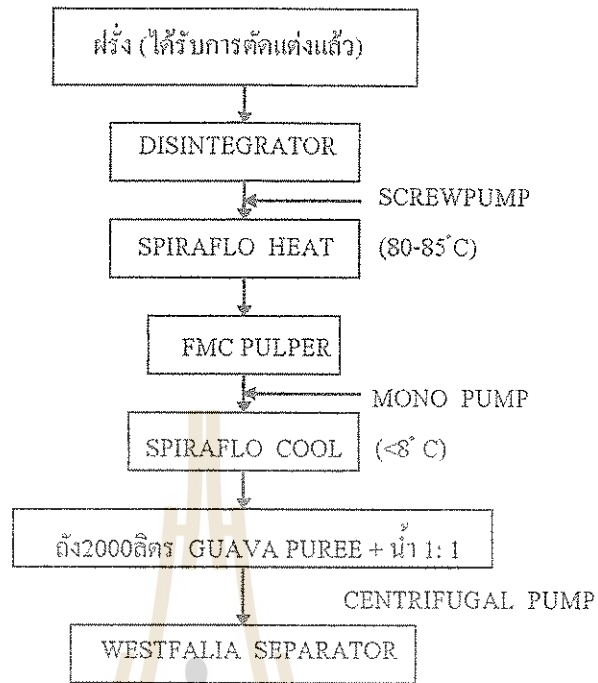 ฝรั่ง (ได้รับการตัดแต่งแล้ว)
DISINTEGRATOR
SCREWPUMP
SPIRAFLO HEAT (80-85°C)
FMC PULPER
MONO PUMP
SPIRAFLO COOL (<8° C)
ถัง2000ลิตร GUAVA PUREE + น้ำ 1: 1
CENTRIFUGAL PUMP
WESTFALIA SEPARATOR